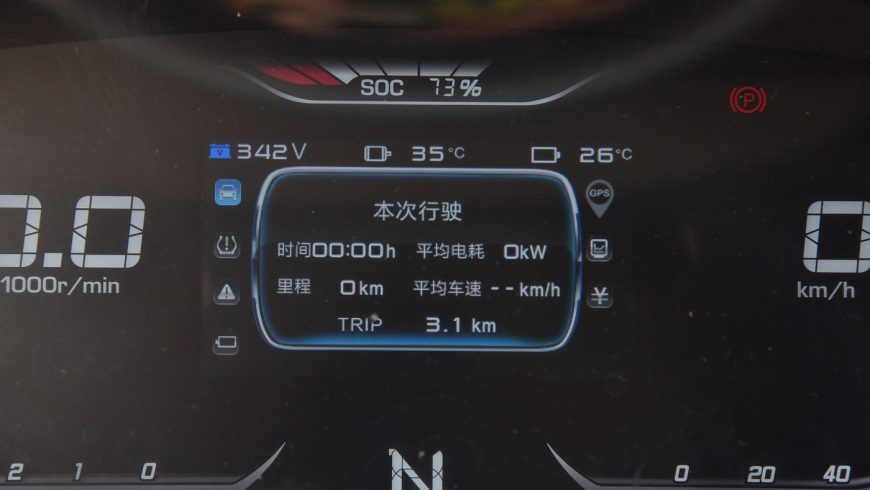 SOC 73%
P
V 342V 35°C 26°C
GPS
本次行驶
0.0
时间00:00h 平均电耗 0kW
0
1000r/min
里程 0km 平均车速 --km/h
km/h
¥
TRIP 3.1 km
2 1 0
N
0 20 40